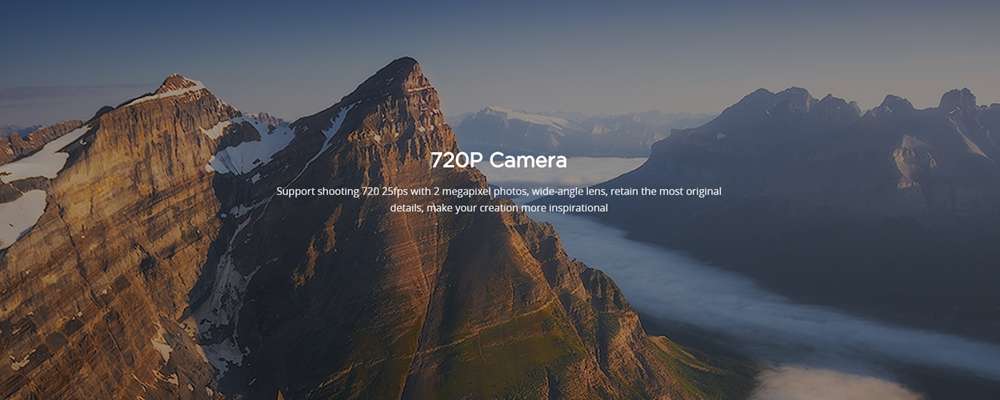 720P Camera
Support shooting 720 25fps with 2 megapixel photos, wide-angle lens, retain the most original
details, make your creation more inspirational